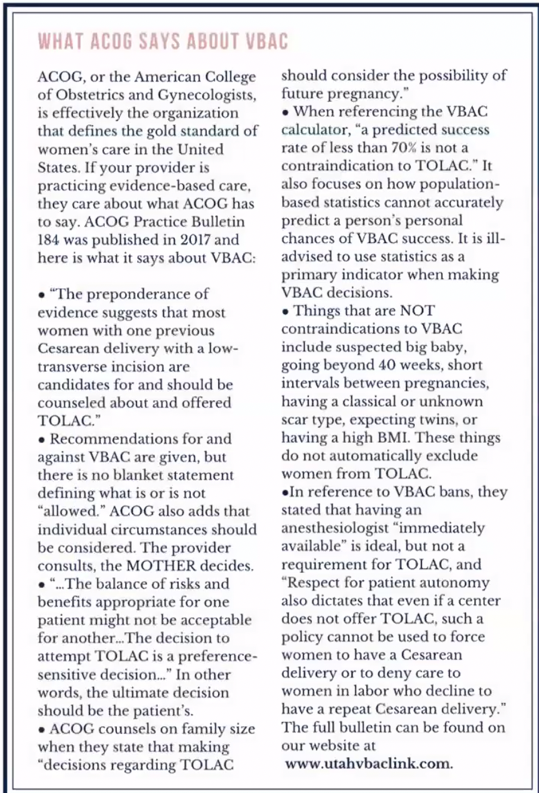 WHAT ACOG SAYS ABOUT VBAC
ACOG, or the American College
of Obstetrics and Gynecologists,
is effectively the organization
that defines the gold standard of
women's care in the United
States. If your provider is
practicing evidence-based care,
they care about what ACOG has
to say. ACOG Practice Bulletin
184 was published in 2017 and
here is what it says about VBAC:
• “The preponderance of
evidence suggests that most
women with one previous
Cesarean delivery with a low-
transverse incision are
candidates for and should be
counseled about and offered
TOLAC.”
• Recommendations for and
against VBAC are given, but
there is no blanket statement
defining what is or is not
“allowed.” ACOG also adds that
individual circumstances should
be considered. The provider
consults, the MOTHER decides.
• “...The balance of risks and
benefits appropriate for one
patient might not be acceptable
for another...The decision to
attempt TOLAC is a preference-
sensitive decision...” In other
words, the ultimate decision
should be the patient's.
• ACOG counsels on family size
when they state that making
“decisions regarding TOLAC
should consider the possibility of
future pregnancy.”
• When referencing the VBAC
calculator, “a predicted success
rate of less than 70% is not a
contraindication to TOLAC.” It
also focuses on how population-
based statistics cannot accurately
predict a person's personal
chances of VBAC success. It is ill-
advised to use statistics as a
primary indicator when making
VBAC decisions.
• Things that are NOT
contraindications to VBAC
include suspected big baby,
going beyond 40 weeks, short
intervals between pregnancies,
having a classical or unknown
scar type, expecting twins, or
having a high BMI. These things
do not automatically exclude
women from TOLAC.
•In reference to VBAC bans, they
stated that having an
anesthesiologist “immediately
available” is ideal, but not a
requirement for TOLAC, and
“Respect for patient autonomy
also dictates that even if a center
does not offer TOLAC, such a
policy cannot be used to force
women to have a Cesarean
delivery or to deny care to
women in labor who decline to
have a repeat Cesarean delivery.”
The full bulletin can be found on
our website at
www.utahvbaclink.com.